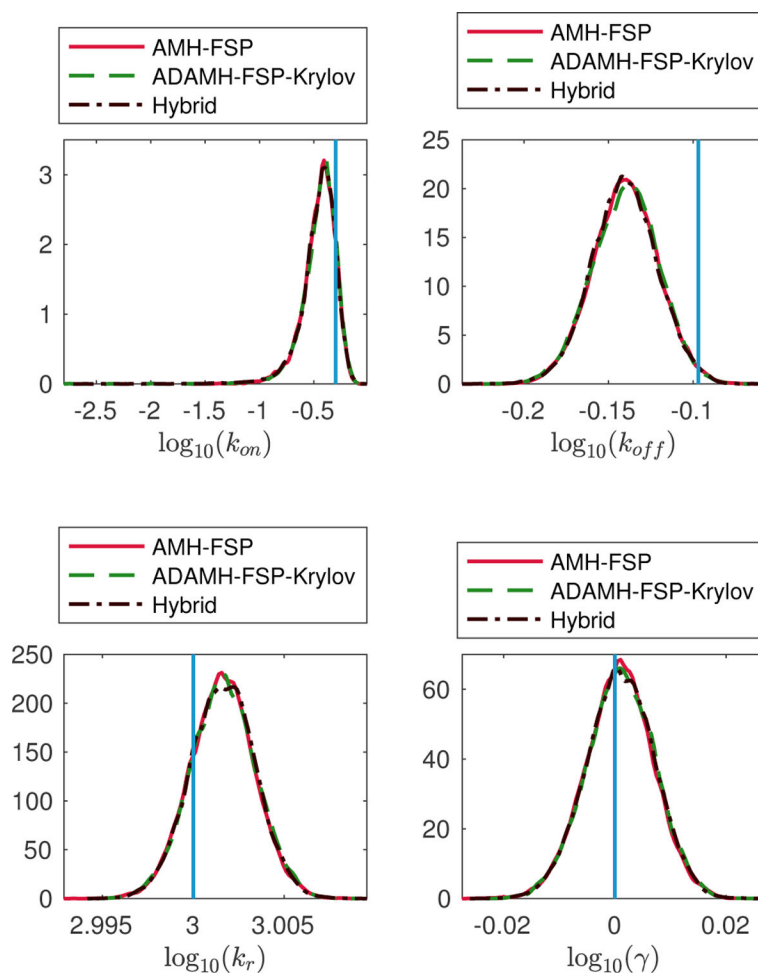 AMH-FSP
ADAMH-FSP-Krylov
Hybrid
3
2
1
0
-2.5 -2 -1.5 -1 -0.5
log10(k_on)
AMH-FSP
ADAMH-FSP-Krylov
Hybrid
25
20
15
10
5
0
-0.2 -0.15 -0.1
log10(k_off)
AMH-FSP
ADAMH-FSP-Krylov
Hybrid
250
200
150
100
50
0
2.995 3 3.005
log10(k_r)
AMH-FSP
ADAMH-FSP-Krylov
Hybrid
60
40
20
0
-0.02 0 0.02
log10(γ)